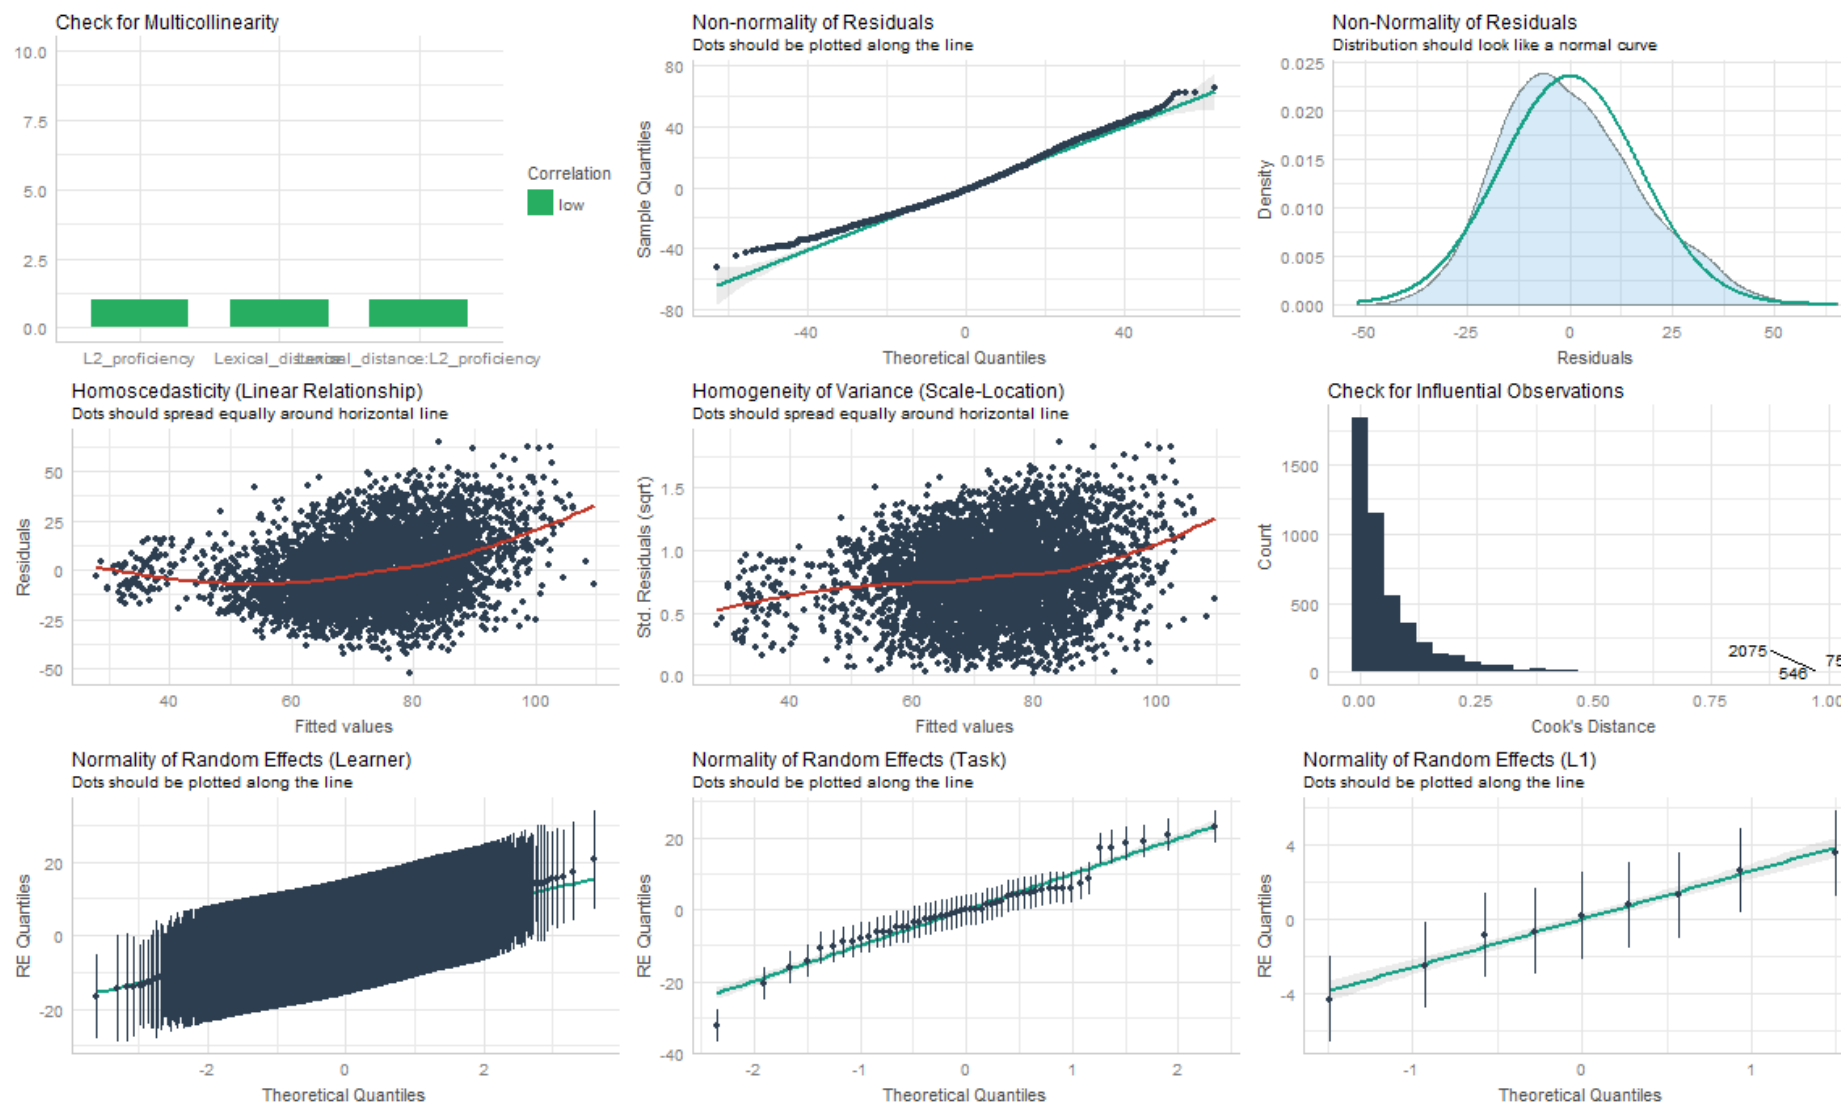 Check for Multicollinearity
10.0
7.5
5.0
2.5
0.0
L2_proficiency
Lexical_distance
Lexical_distance:L2_proficiency
Correlation
low
Non-normality of Residuals
Dots should be plotted along the line
Sample Quantiles
80
40
0
-40
-80
-40 0 40
Theoretical Quantiles
Non-Normality of Residuals
Distribution should look like a normal curve
Density
0.025
0.020
0.015
0.010
0.005
0.000
-50 -25 0 25 50
Residuals
Homoscedasticity (Linear Relationship)
Dots should spread equally around horizontal line
Residuals
50
25
0
-25
-50
40 60 80 100
Fitted values
Homogeneity of Variance (Scale-Location)
Dots should spread equally around horizontal line
Std. Residuals (sqrt)
1.5
1.0
0.5
0.0
40 60 80 100
Fitted values
Check for Influential Observations
Count
1500
1000
500
0
2075
546
75
0.00 0.25 0.50 0.75 1.00
Cook's Distance
Normality of Random Effects (Learner)
Dots should be plotted along the line
RE Quantiles
20
0
-20
-2 0 2
Theoretical Quantiles
Normality of Random Effects (Task)
Dots should be plotted along the line
RE Quantiles
20
0
-20
-40
-2 -1 0 1 2
Theoretical Quantiles
Normality of Random Effects (L1)
Dots should be plotted along the line
RE Quantiles
4
0
-4
-1 0 1
Theoretical Quantiles